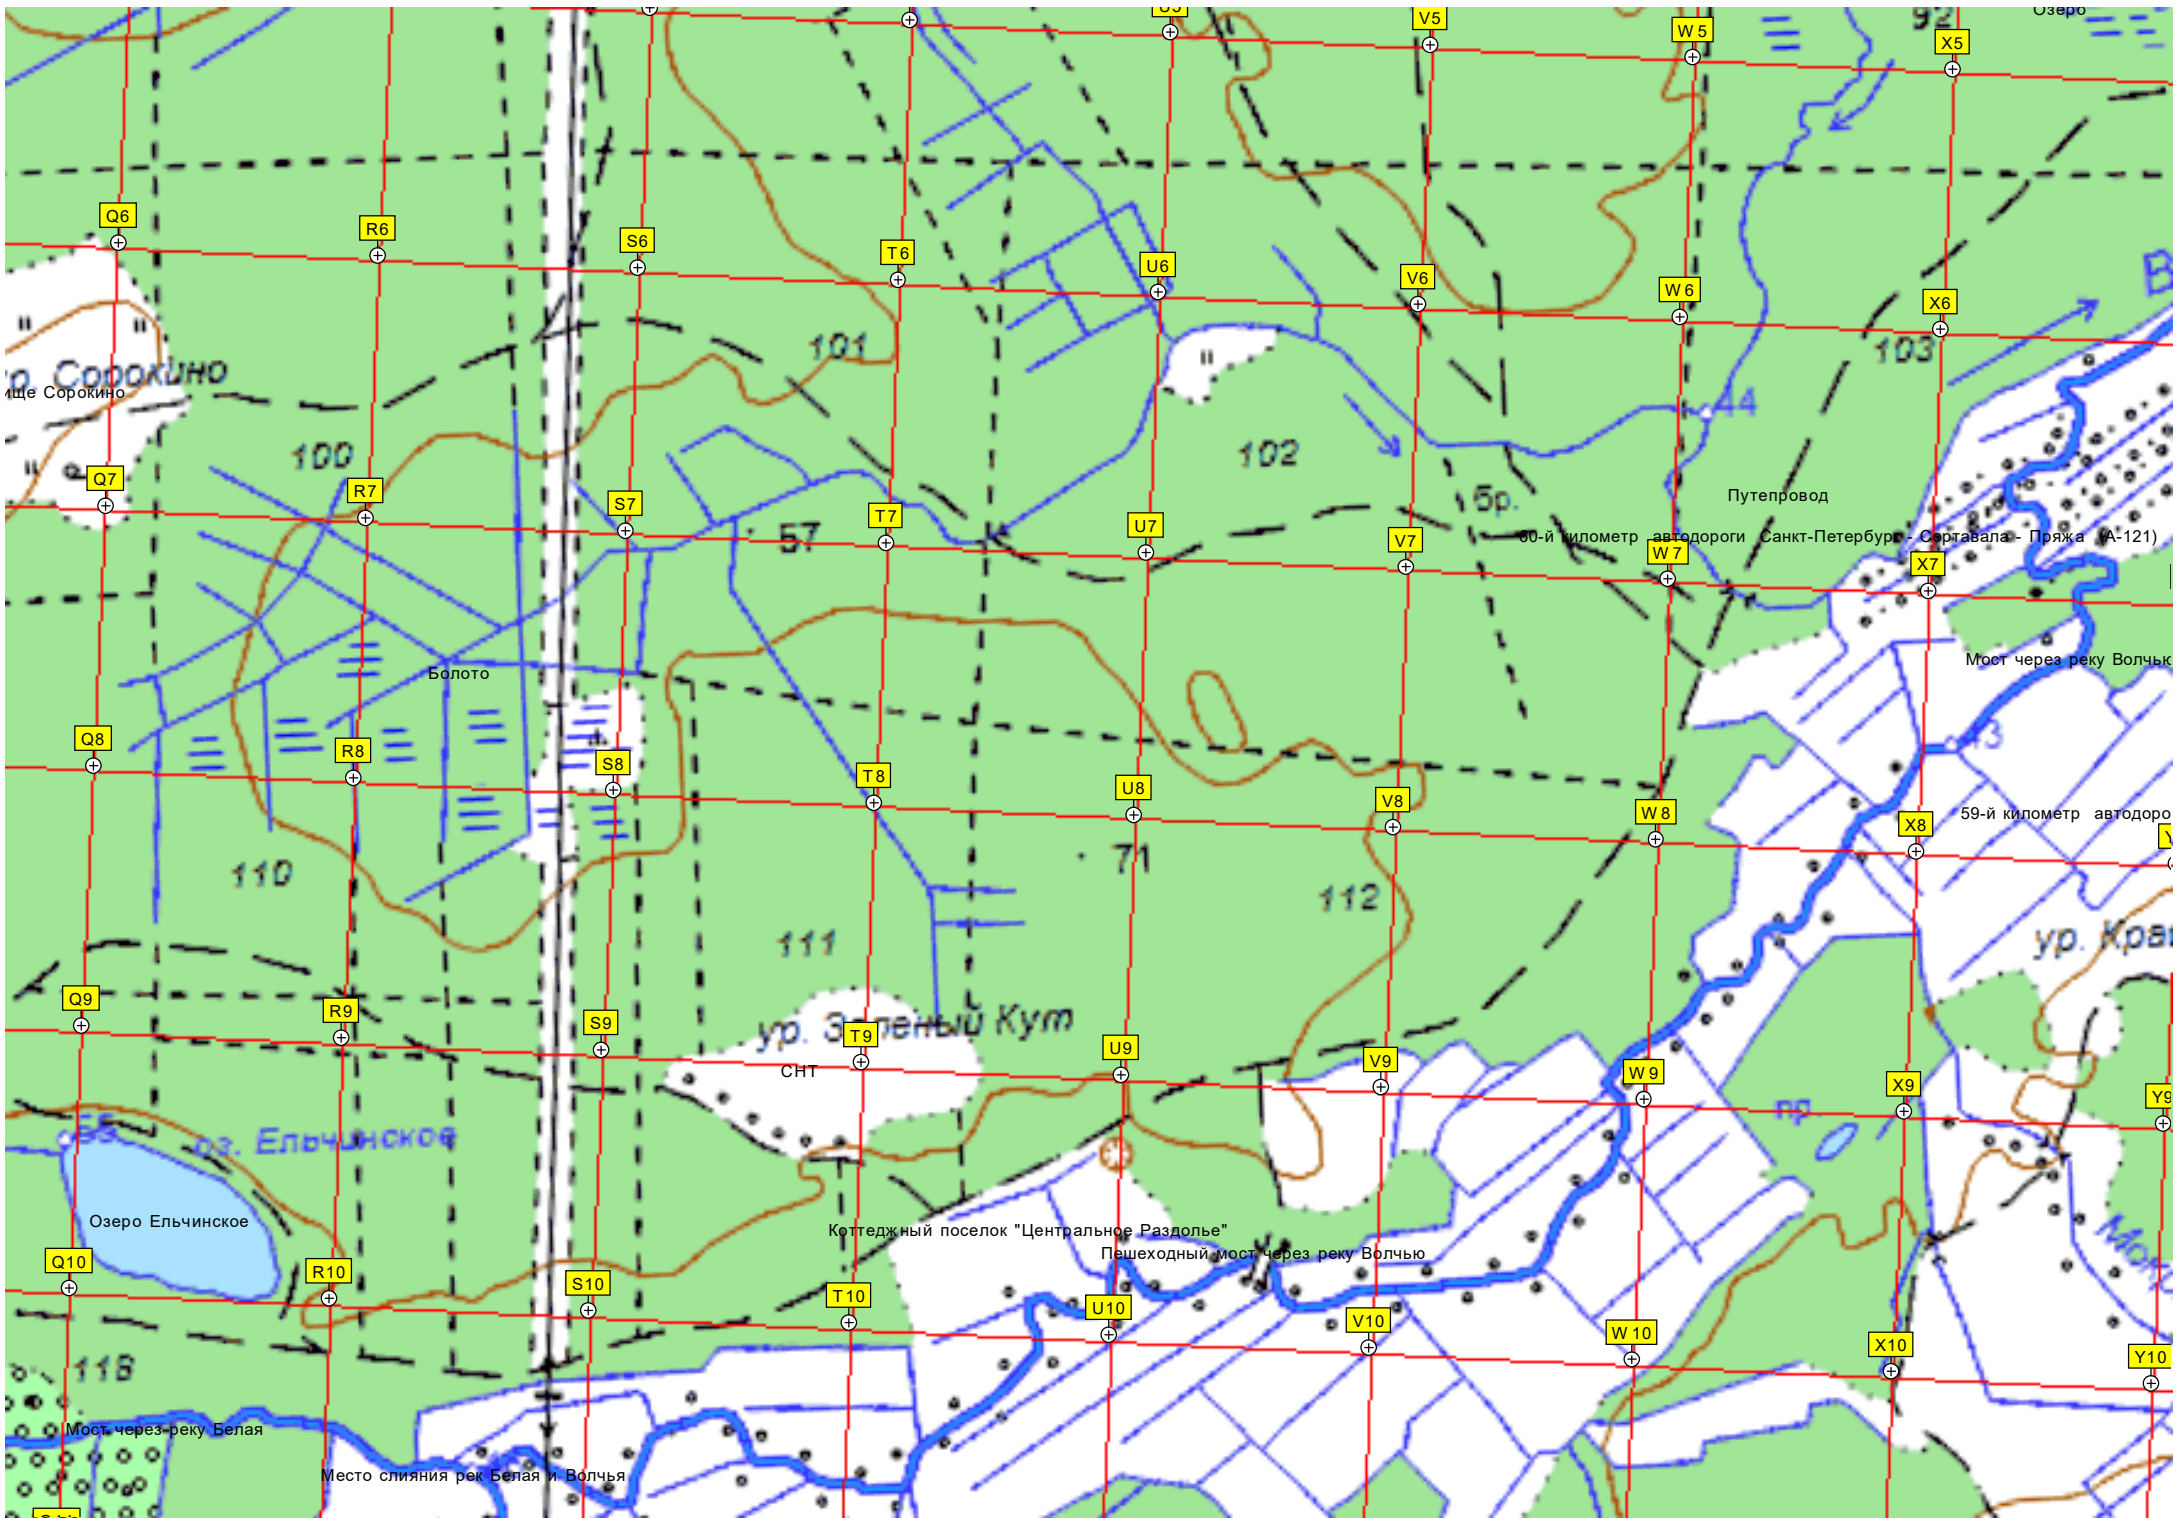 Озеро
92
V5
W5
X5
Q6
R6
S6
T6
U6
V6
W6
X6
101
103
р. Сорокино
ище Сорокино
44
100
102
Q7
R7
S7
T7
U7
V7
W7
X7
57
бр.
Путепровод
60-й километр автодороги Санкт-Петербург - Сортавала - Пряжа (А-121)
Болото
Мост через реку Волчью
43
Q8
R8
S8
T8
U8
V8
W8
X8
59-й километр автодоро
71
110
112
111
ур. Кра
Q9
R9
S9
T9
U9
V9
W9
X9
Y9
ур. Зеленый Кут
СНТ
пр.
55
оз. Ельчинское
Озеро Ельчинское
Коттеджный поселок "Центральное Раздолье"
Пешеходный мост через реку Волчью
Q10
R10
S10
T10
U10
V10
W10
X10
Y10
118
Мост через реку Белая
Место слияния рек Белая и Волчья